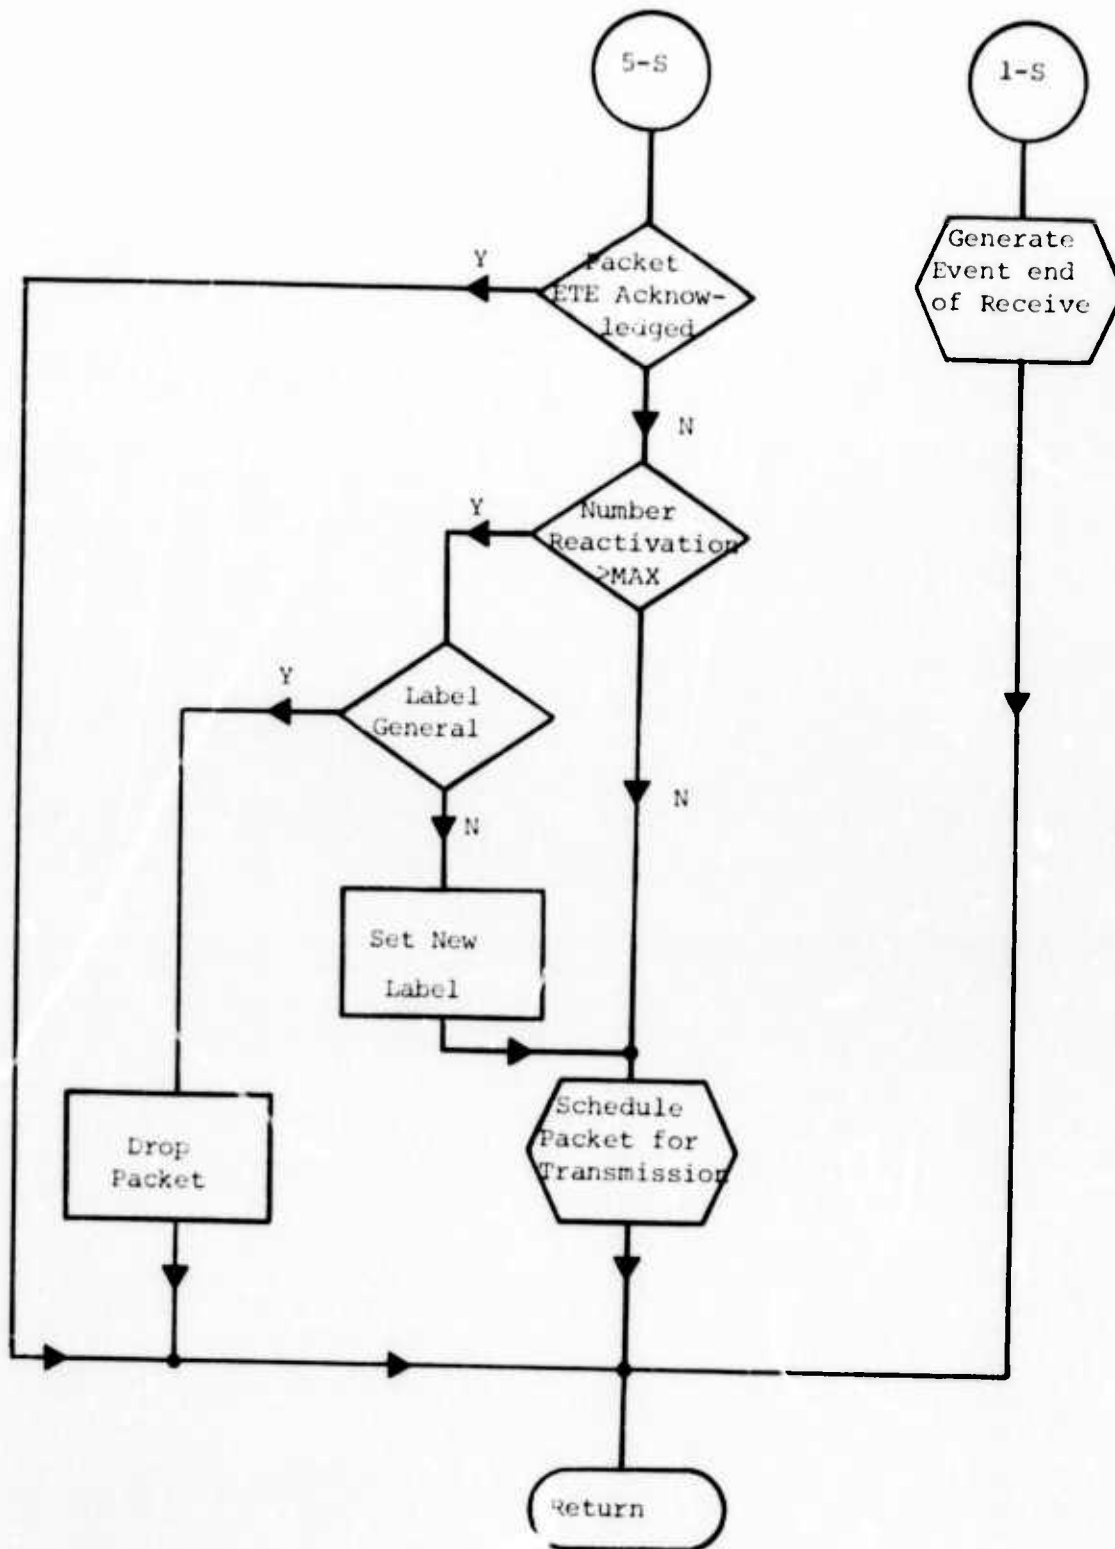 5-S
1-S
Generate
Event end
of Receive
Y
Packet
ETE Acknow-
ledged
N
Y
Number
Reactivation
>MAX
Y
Label
General
N
N
Set New
Label
Schedule
Packet for
Transmission
Drop
Packet
Return